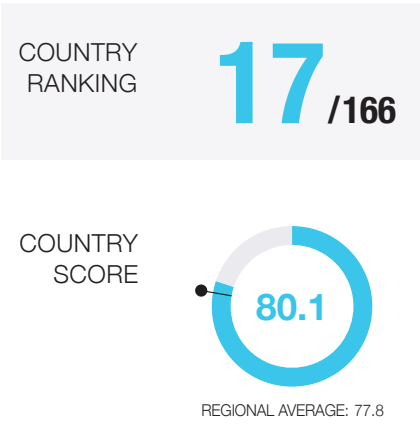 COUNTRY
RANKING
17/166
COUNTRY
SCORE
80.1
REGIONAL AVERAGE: 77.8